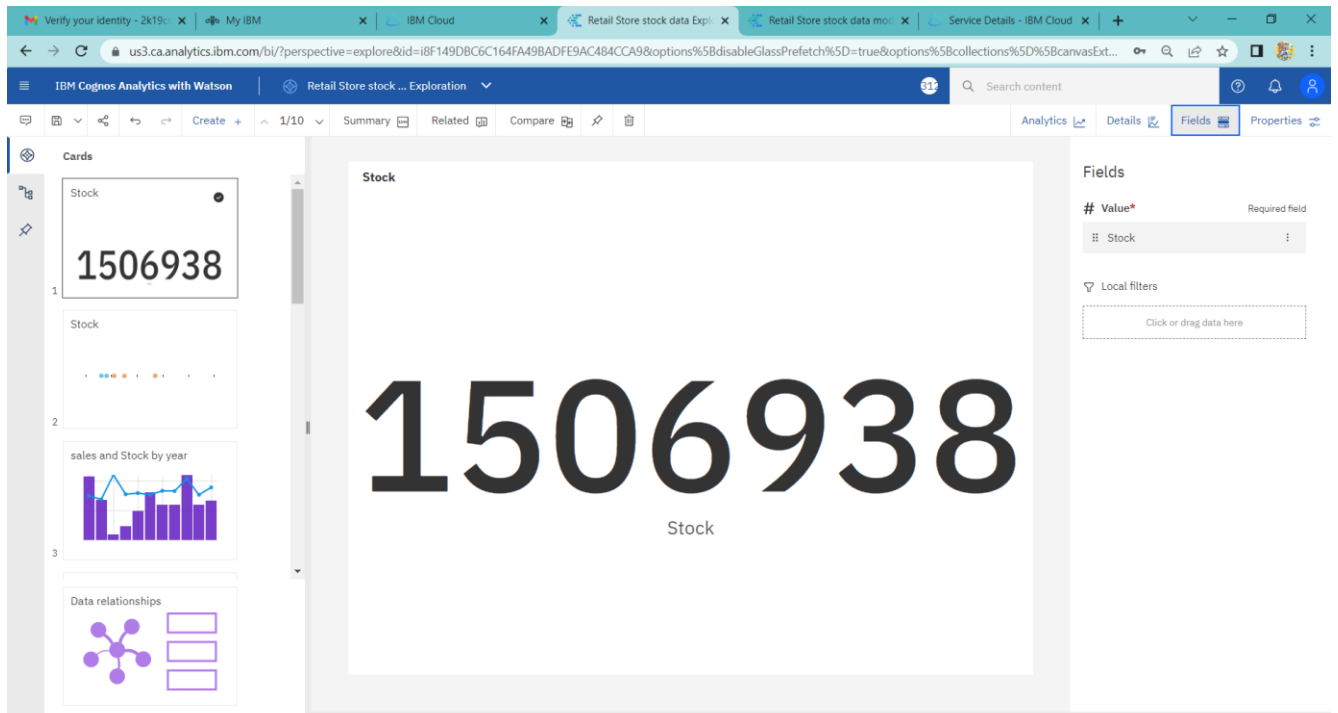 Verify your identity - 2k19c
My IBM
IBM Cloud
Retail Store stock data Expl
Retail Store stock data mod
Service Details - IBM Cloud
us3.ca.analytics.ibm.com/bi/?perspective=explore&id=i8F149DBC6C164FA49BADFE9AC484CCA9&options%5BdisableGlassPrefetch%5D=true&options%5Bcollections%5D%5BcanvasExt...
IBM Cognos Analytics with Watson
Retail Store stock ... Exploration
Search content
Create +
1/10
Summary
Related
Compare
Analytics
Details
Fields
Properties
Cards
Stock
1506938
1
Stock
2
sales and Stock by year
3
Data relationships
Stock
1506938
Stock
Fields
# Value*
Required field
Stock
Local filters
Click or drag data here